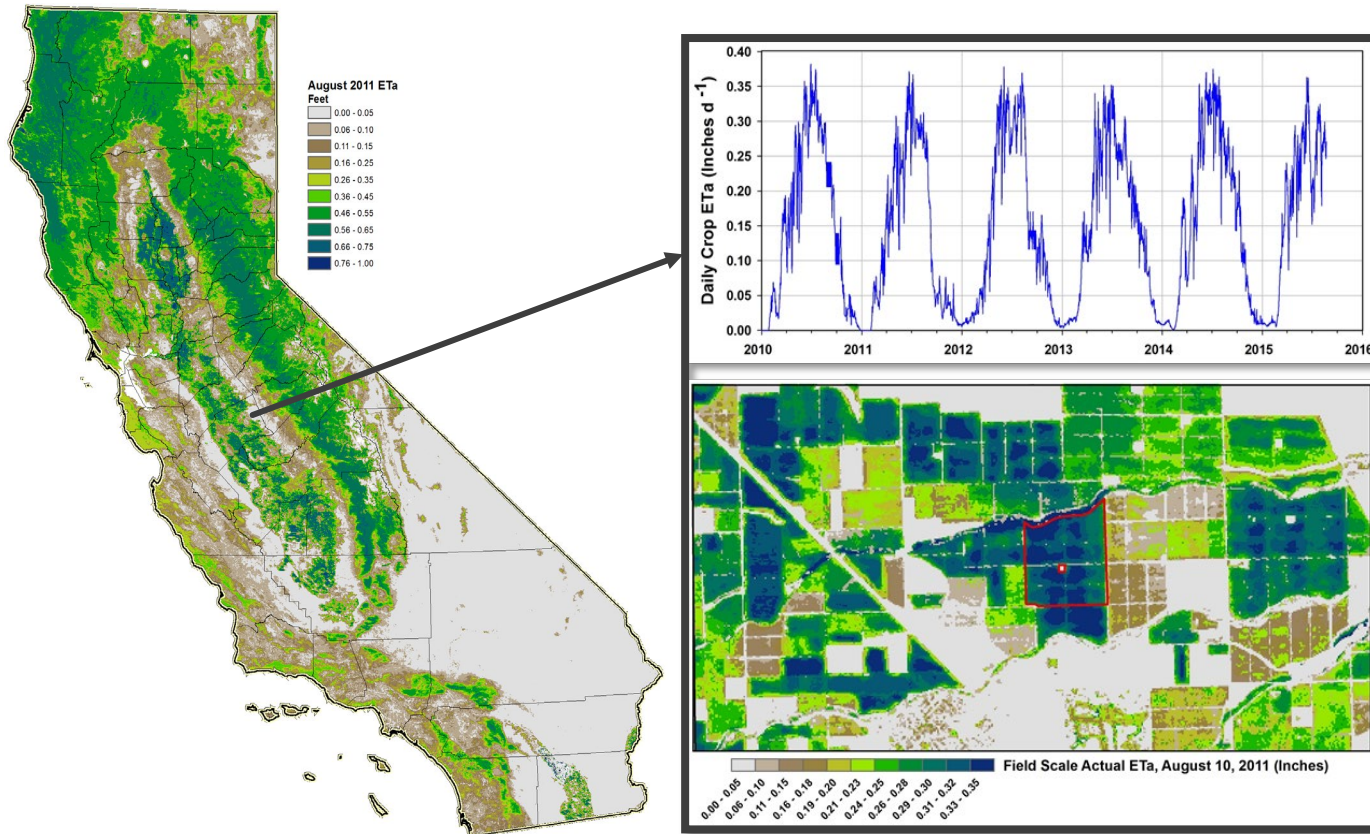 August 2011 ETa
Feet
0.00 - 0.05
0.06 - 0.10
0.11 - 0.15
0.16 - 0.25
0.26 - 0.35
0.36 - 0.45
0.46 - 0.55
0.56 - 0.65
0.66 - 0.75
0.76 - 1.00
Daily Crop ETa (Inches d -1)
0.40
0.35
0.30
0.25
0.20
0.15
0.10
0.05
0.00
2010 2011 2012 2013 2014 2015 2016
Field Scale Actual ETa, August 10, 2011 (Inches)
0.00 - 0.05
0.06 - 0.10
0.11 - 0.15
0.16 - 0.18
0.19 - 0.20
0.21 - 0.23
0.24 - 0.25
0.26 - 0.28
0.29 - 0.30
0.31 - 0.32
0.33 - 0.35